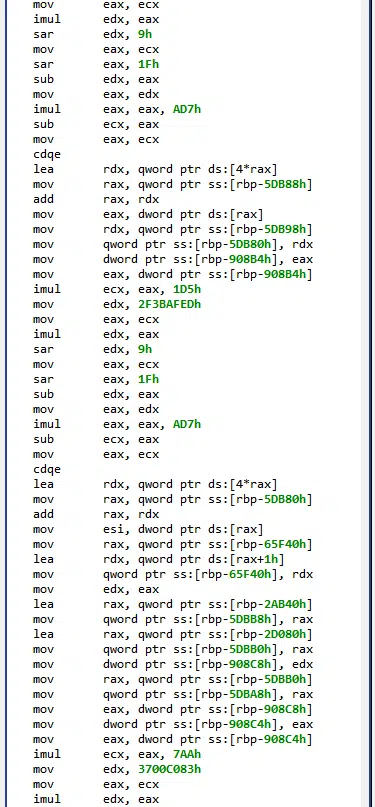 mov eax, ecx
imul edx, eax
sar edx, 9h
mov eax, ecx
sar eax, 1Fh
sub edx, eax
mov eax, edx
imul eax, eax, AD7h
sub ecx, eax
mov eax, ecx
cdqe
lea rdx, qword ptr ds:[4*rax]
mov rax, qword ptr ss:[rbp-5DB88h]
add rax, rdx
mov eax, dword ptr ds:[rax]
mov rdx, qword ptr ss:[rbp-5DB98h]
mov qword ptr ss:[rbp-5DB80h], rdx
mov dword ptr ss:[rbp-908B4h], eax
mov eax, dword ptr ss:[rbp-908B4h]
imul ecx, eax, 1D5h
mov edx, 2F3BAFEDh
mov eax, ecx
imul edx, eax
sar edx, 9h
mov eax, ecx
sar eax, 1Fh
sub edx, eax
mov eax, edx
imul eax, eax, AD7h
sub ecx, eax
mov eax, ecx
cdqe
lea rdx, qword ptr ds:[4*rax]
mov rax, qword ptr ss:[rbp-5DB80h]
add rax, rdx
mov esi, dword ptr ds:[rax]
mov rax, qword ptr ss:[rbp-65F40h]
lea rdx, qword ptr ds:[rax+1h]
mov qword ptr ss:[rbp-65F40h], rdx
mov edx, eax
lea rax, qword ptr ss:[rbp-2AB40h]
mov qword ptr ss:[rbp-5DBB8h], rax
lea rax, qword ptr ss:[rbp-2D080h]
mov qword ptr ss:[rbp-5DBB0h], rax
mov dword ptr ss:[rbp-908C8h], edx
mov rax, qword ptr ss:[rbp-5DBB0h]
mov qword ptr ss:[rbp-5DBA8h], rax
mov eax, dword ptr ss:[rbp-908C8h]
mov dword ptr ss:[rbp-908C4h], eax
mov eax, dword ptr ss:[rbp-908C4h]
imul ecx, eax, 7AAh
mov edx, 3700C083h
mov eax, ecx
imul edx, eax